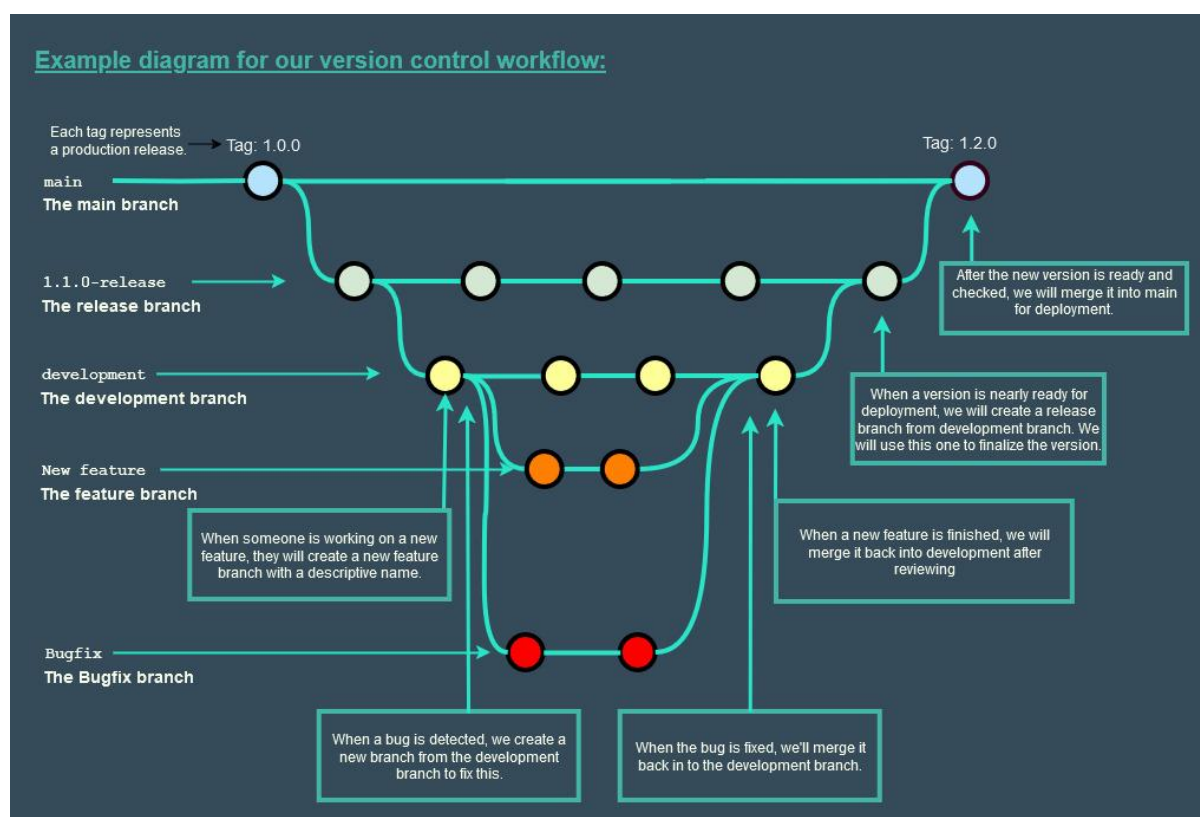 Example diagram for our version control workflow:
Each tag represents
a production release.
Tag: 1.0.0
Tag: 1.2.0
main
The main branch
1.1.0-release
The release branch
After the new version is ready and
checked, we will merge it into main
for deployment.
development
The development branch
When a version is nearly ready for
deployment, we will create a release
branch from development branch. We
will use this one to finalize the version.
New feature
The feature branch
When someone is working on a new
feature, they will create a new feature
branch with a descriptive name.
When a new feature is finished, we will
merge it back into development after
reviewing
Bugfix
The Bugfix branch
When a bug is detected, we create a
new branch from the development
branch to fix this.
When the bug is fixed, we'll merge it
back in to the development branch.